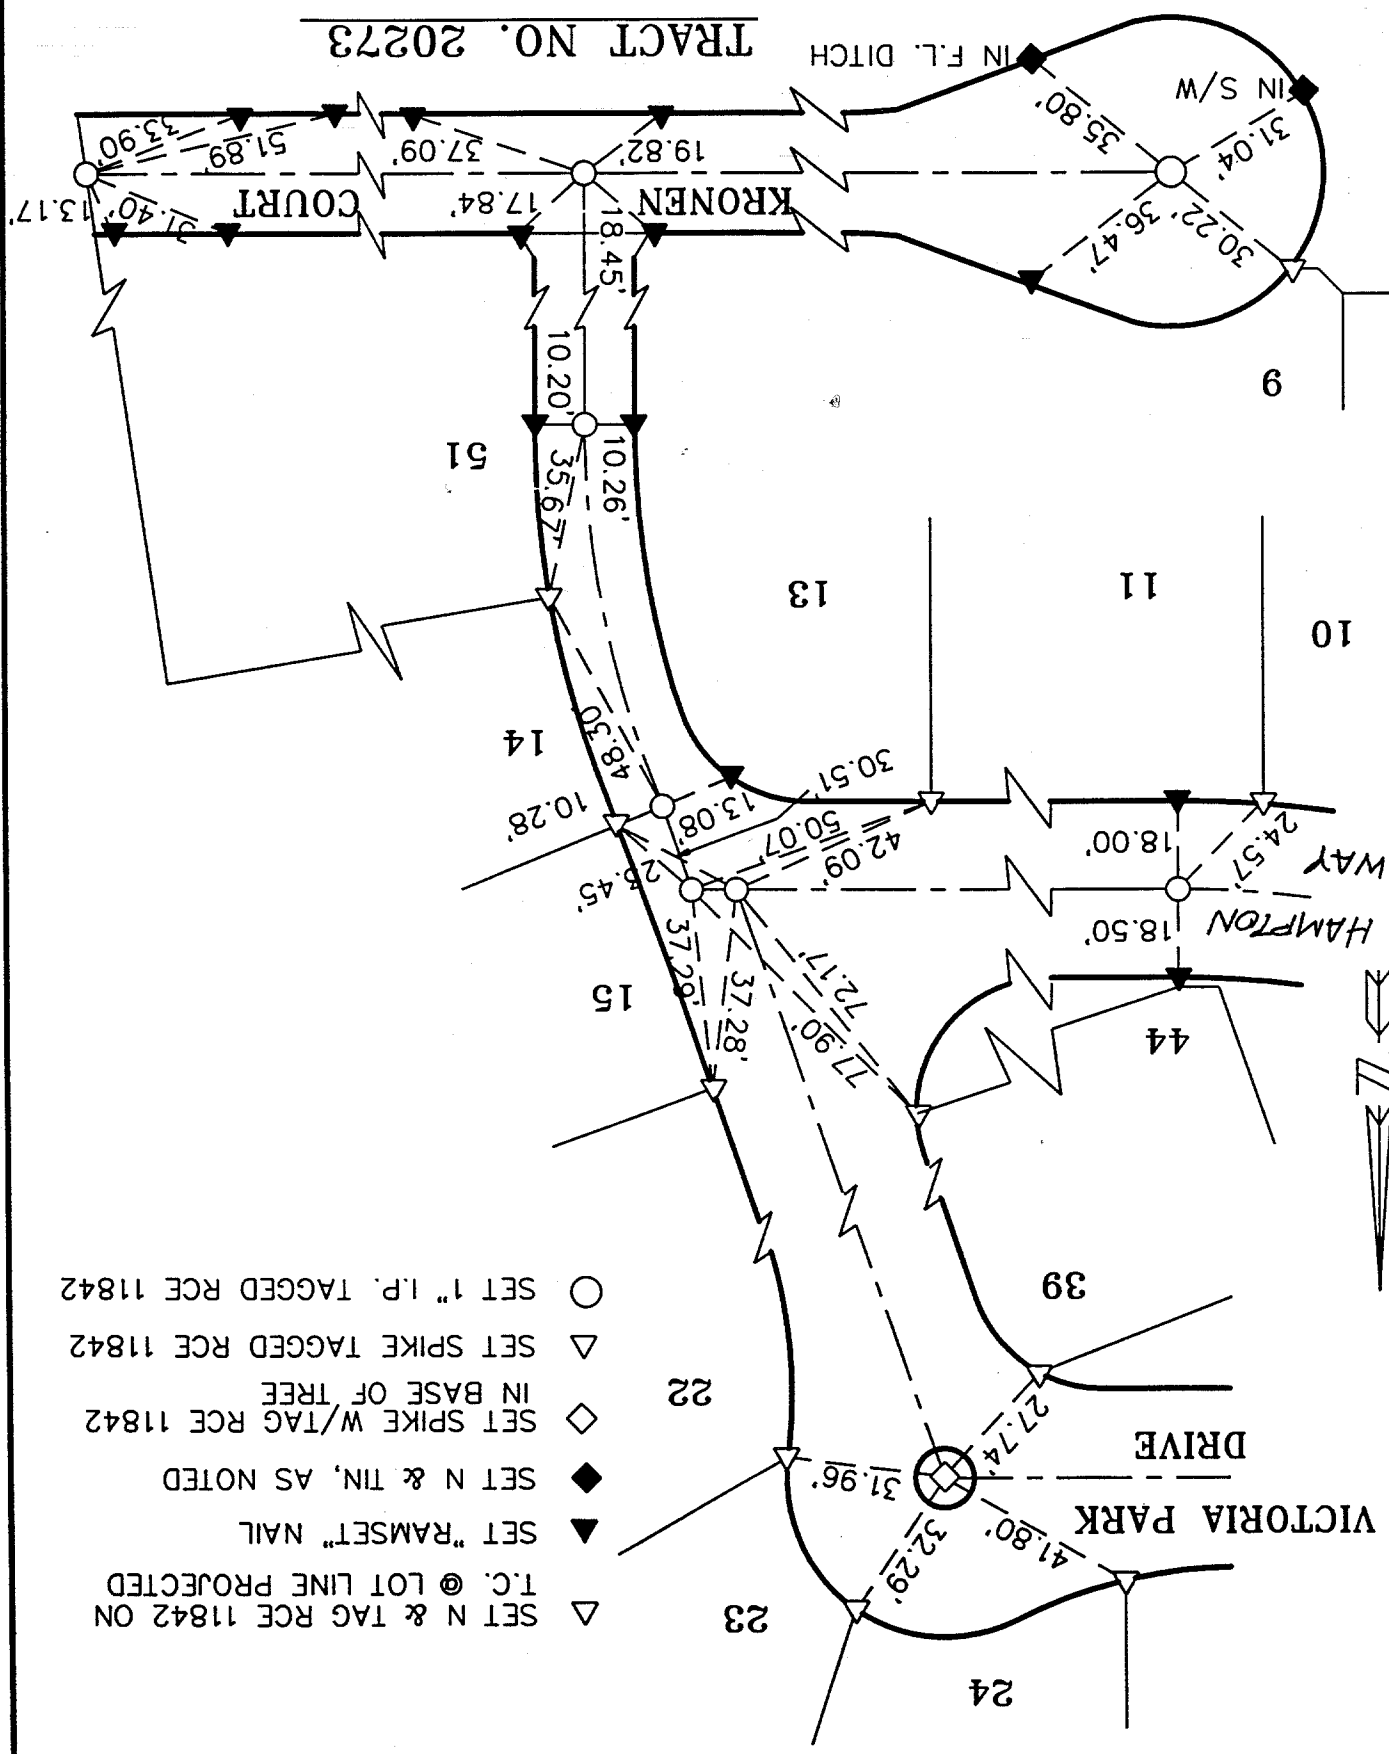 24
23
SET N & TAG RCE 11842 ON
T.C. @ LOT LINE PROJECTED
SET "RAMSET" NAIL
SET N & TIN, AS NOTED
SET SPIKE W/TAG RCE 11842
IN BASE OF TREE
SET SPIKE TAGGED RCE 11842
SET 1" I.P. TAGGED RCE 11842
VICTORIA PARK
DRIVE
41.80'
32.29'
27.74'
31.96'
22
39
44
15
77.90'
72.17'
37.28'
37.29'
HAMPTON
WAY
18.50'
18.00'
24.57'
42.09'
50.07'
30.51'
13.08'
23.45'
10.28'
48.30
14
10
11
13
51
35.67'
10.26'
10.20'
6
30.22'
36.47'
31.04'
35.80'
IN S/W
IN F.L. DITCH
KRONEN
COURT
18.45'
17.84'
19.82'
37.09'
31.40'
13.17'
51.89'
33.90'
TRACT NO. 20273